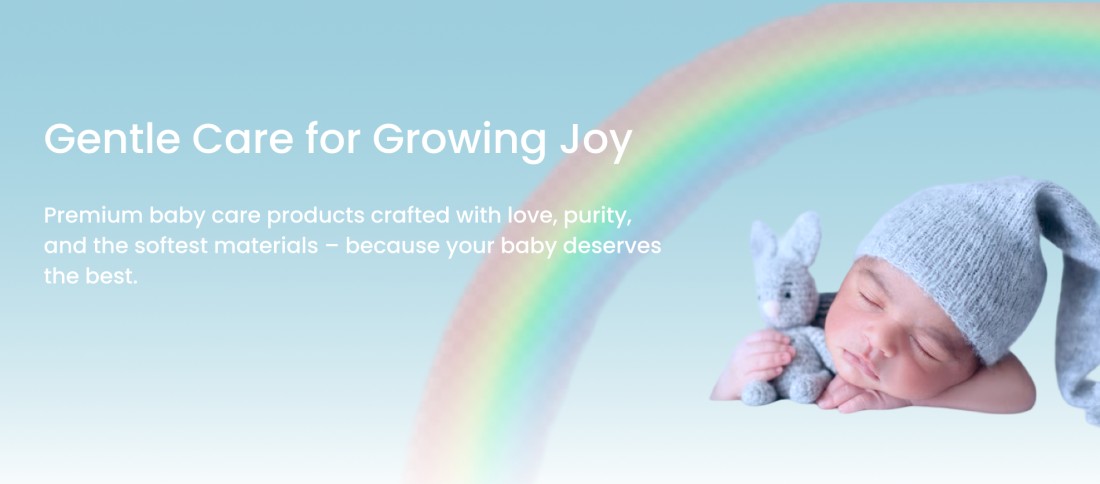 Gentle Care for Growing Joy
Premium baby care products crafted with love, purity,
and the softest materials – because your baby deserves
the best.